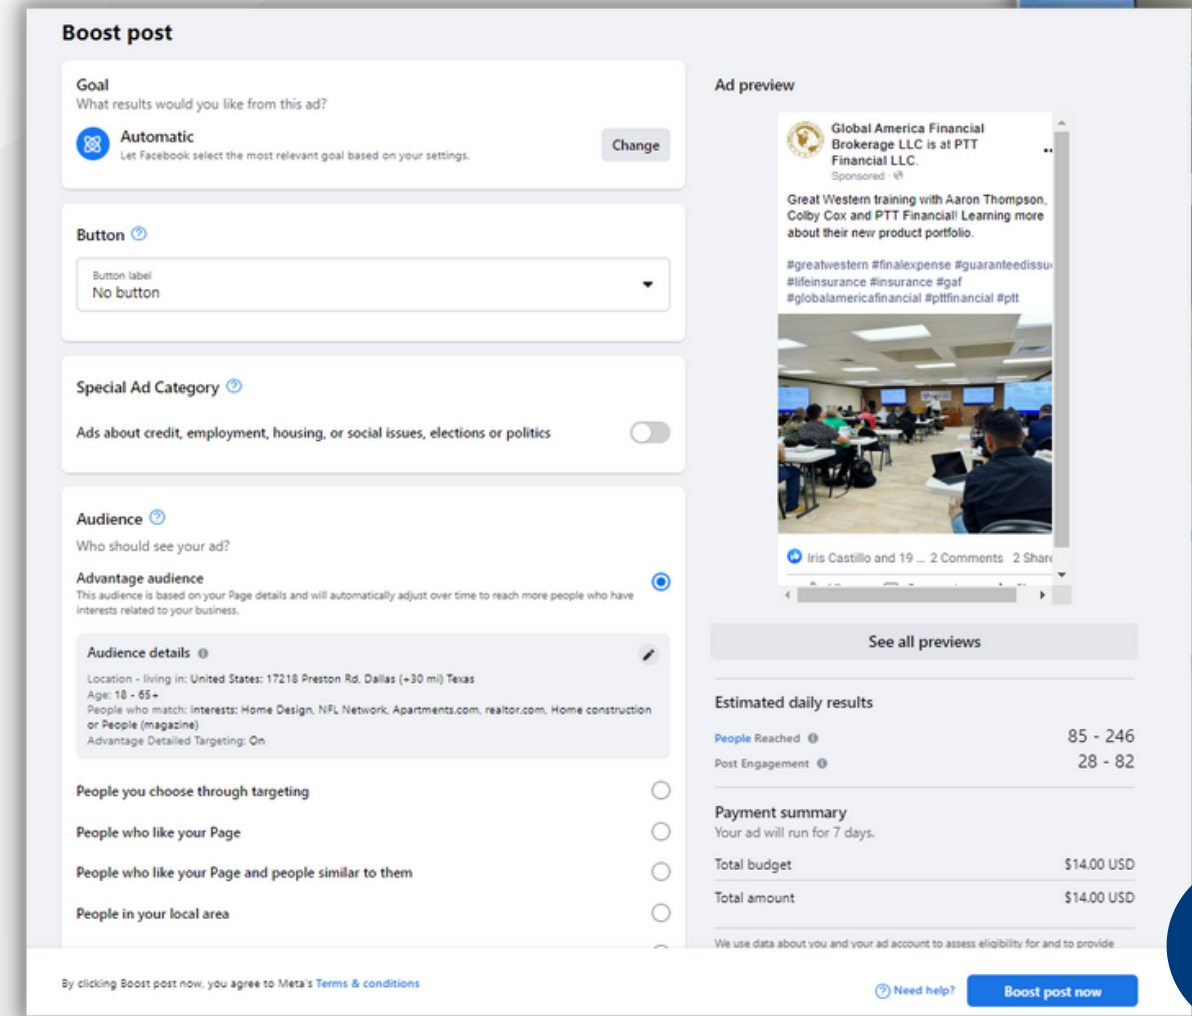 Boost post
Goal
What results would you like from this ad?
Automatic
Let Facebook select the most relevant goal based on your settings.
Change
Button
Button label
No button
Special Ad Category
Ads about credit, employment, housing, or social issues, elections or politics
Audience
Who should see your ad?
Advantage audience
This audience is based on your Page details and will automatically adjust over time to reach more people who have
interests related to your business.
Audience details
Location - living in: United States: 17218 Preston Rd, Dallas (+30 mi) Texas
Age: 18 - 65+
People who match: Interests: Home Design, NFL Network, Apartments.com, realtor.com, Home construction
or People (magazine)
Advantage Detailed Targeting: On
People you choose through targeting
People who like your Page
People who like your Page and people similar to them
People in your local area
By clicking Boost post now, you agree to Meta's Terms & conditions
Ad preview
Global America Financial
Brokerage LLC is at PTT
Financial LLC.
Sponsored ·
Great Western training with Aaron Thompson,
Colby Cox and PTT Financial! Learning more
about their new product portfolio.
#greatwestern #finalexpense #guaranteedissu
#lifeinsurance #insurance #gaf
#globalamericafinancial #pttfinancial #ptt
Iris Castillo and 19 ... 2 Comments 2 Share
See all previews
Estimated daily results
People Reached 85 - 246
Post Engagement 28 - 82
Payment summary
Your ad will run for 7 days.
Total budget $14.00 USD
Total amount $14.00 USD
We use data about you and your ad account to assess eligibility for and to provide
Need help?
Boost post now